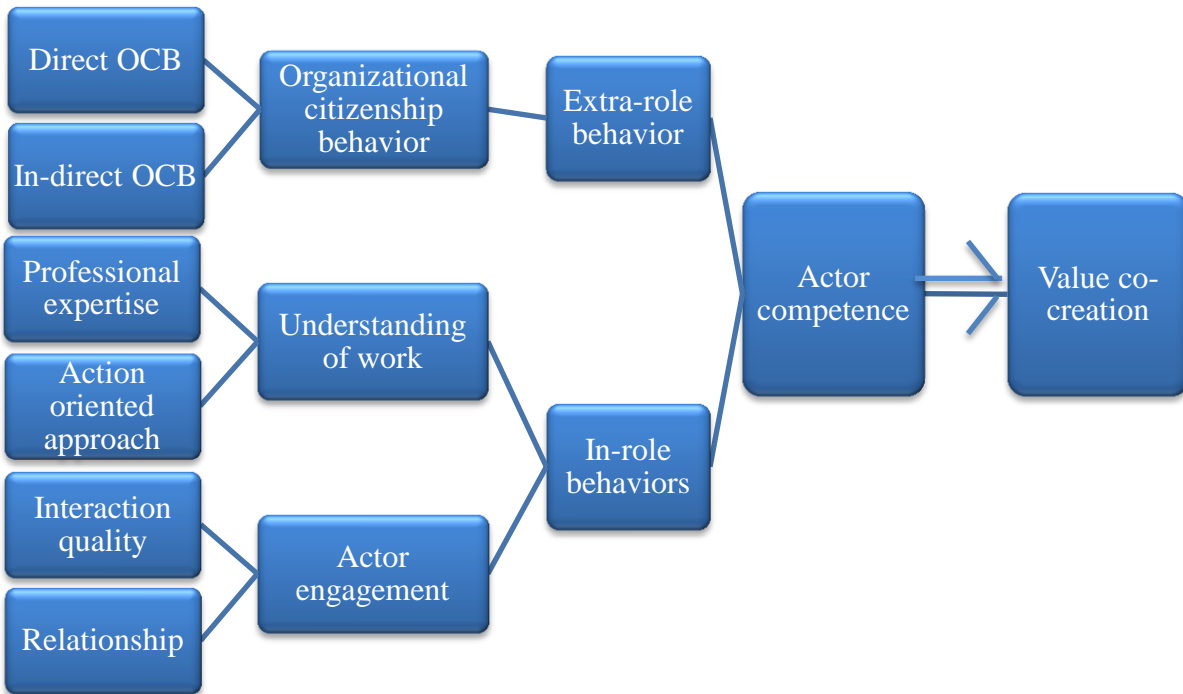 Direct OCB
In-direct OCB
Professional
expertise
Action
oriented
approach
Interaction
quality
Relationship
Organizational
citizenship
behavior
Understanding
of work
Actor
engagement
Extra-role
behavior
In-role
behaviors
Actor
competence
Value co-
creation